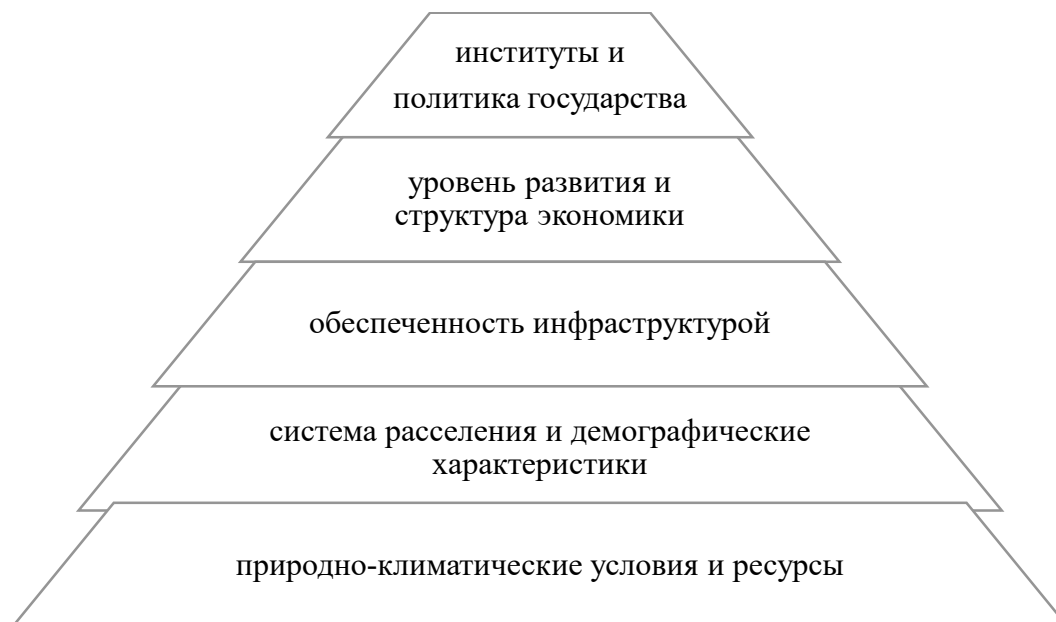 институты и
политика государства
уровень развития и
структура экономики
обеспеченность инфраструктурой
система расселения и демографические
характеристики
природно-климатические условия и ресурсы